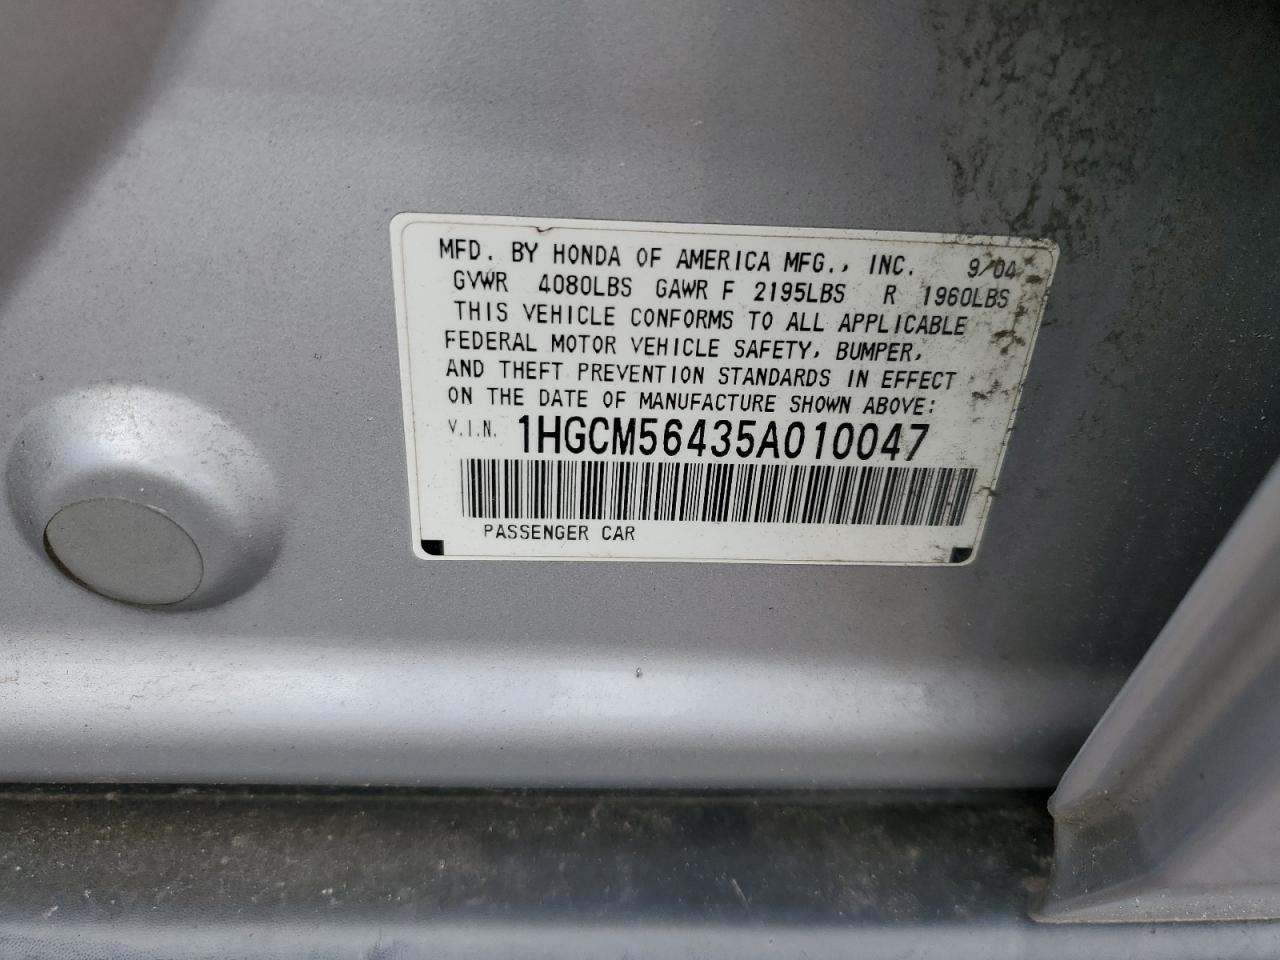 MFD. BY HONDA OF AMERICA MFG., INC. 9/04
GVWR 4080LBS GAWR F 2195LBS R 1960LBS
THIS VEHICLE CONFORMS TO ALL APPLICABLE
FEDERAL MOTOR VEHICLE SAFETY, BUMPER,
AND THEFT PREVENTION STANDARDS IN EFFECT
ON THE DATE OF MANUFACTURE SHOWN ABOVE:
V.I.N. 1HGCM56435A010047
PASSENGER CAR